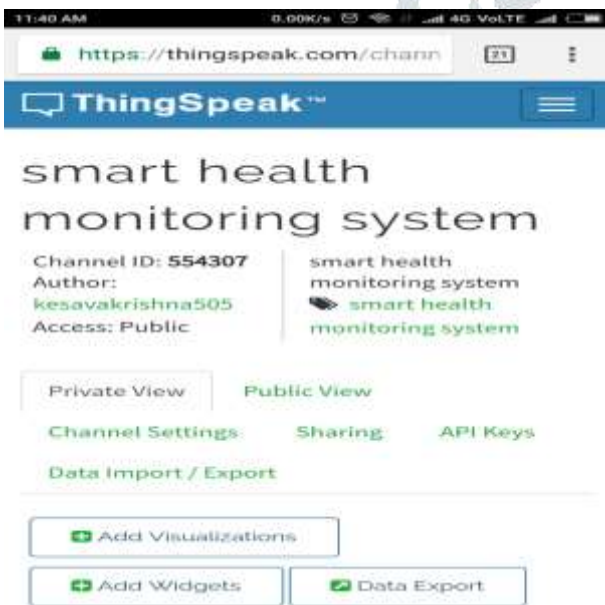 11:40 AM 0.00K/s 4G VoLTE
https://thingspeak.com/chann 21
ThingSpeak™
smart health
monitoring system
Channel ID: 554307
Author:
kesavakrishna505
Access: Public
smart health
monitoring system
smart health
monitoring system
Private View Public View
Channel Settings Sharing API Keys
Data Import / Export
Add Visualizations
Add Widgets Data Export